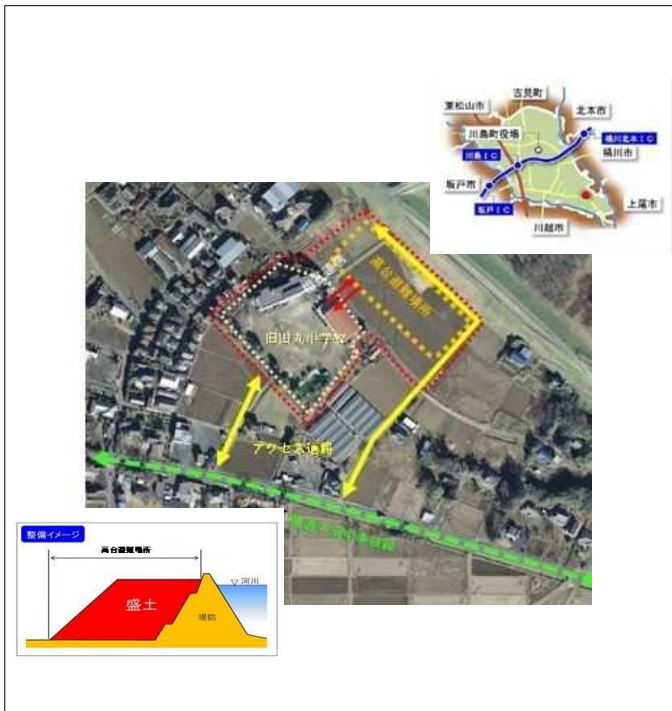 吉見町
東松山市
北本市
川島町役場
桶川北本IC
川島IC
桶川市
坂戸市
坂戸IC
上尾市
川越市
高台避難場所
旧出丸小学校
アクセス道路
整備イメージ
高台避難場所
▽河川
盛土
堤防